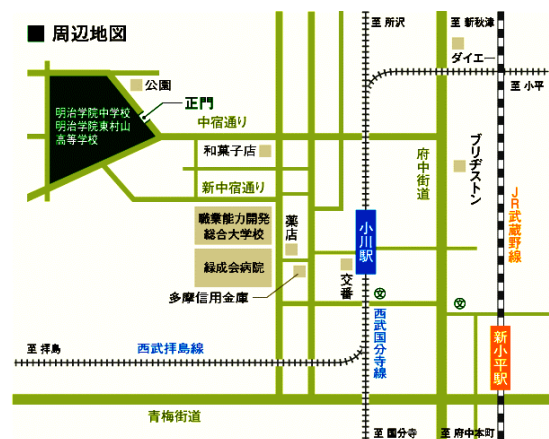 ■ 周辺地図
至 所沢
至 新秋津
ダイエー
至 小平
公園
正門
明治学院中学校
明治学院東村山
高等学校
中宿通り
和菓子店
新中宿通り
府中街道
ブリヂストン
JR武蔵野線
職業能力開発
総合大学校
薬店
小川駅
緑成会病院
交番
多摩信用金庫
文
文
至 拝島
西武拝島線
西武国分寺線
新小平駅
青梅街道
至 国分寺
至 府中本町